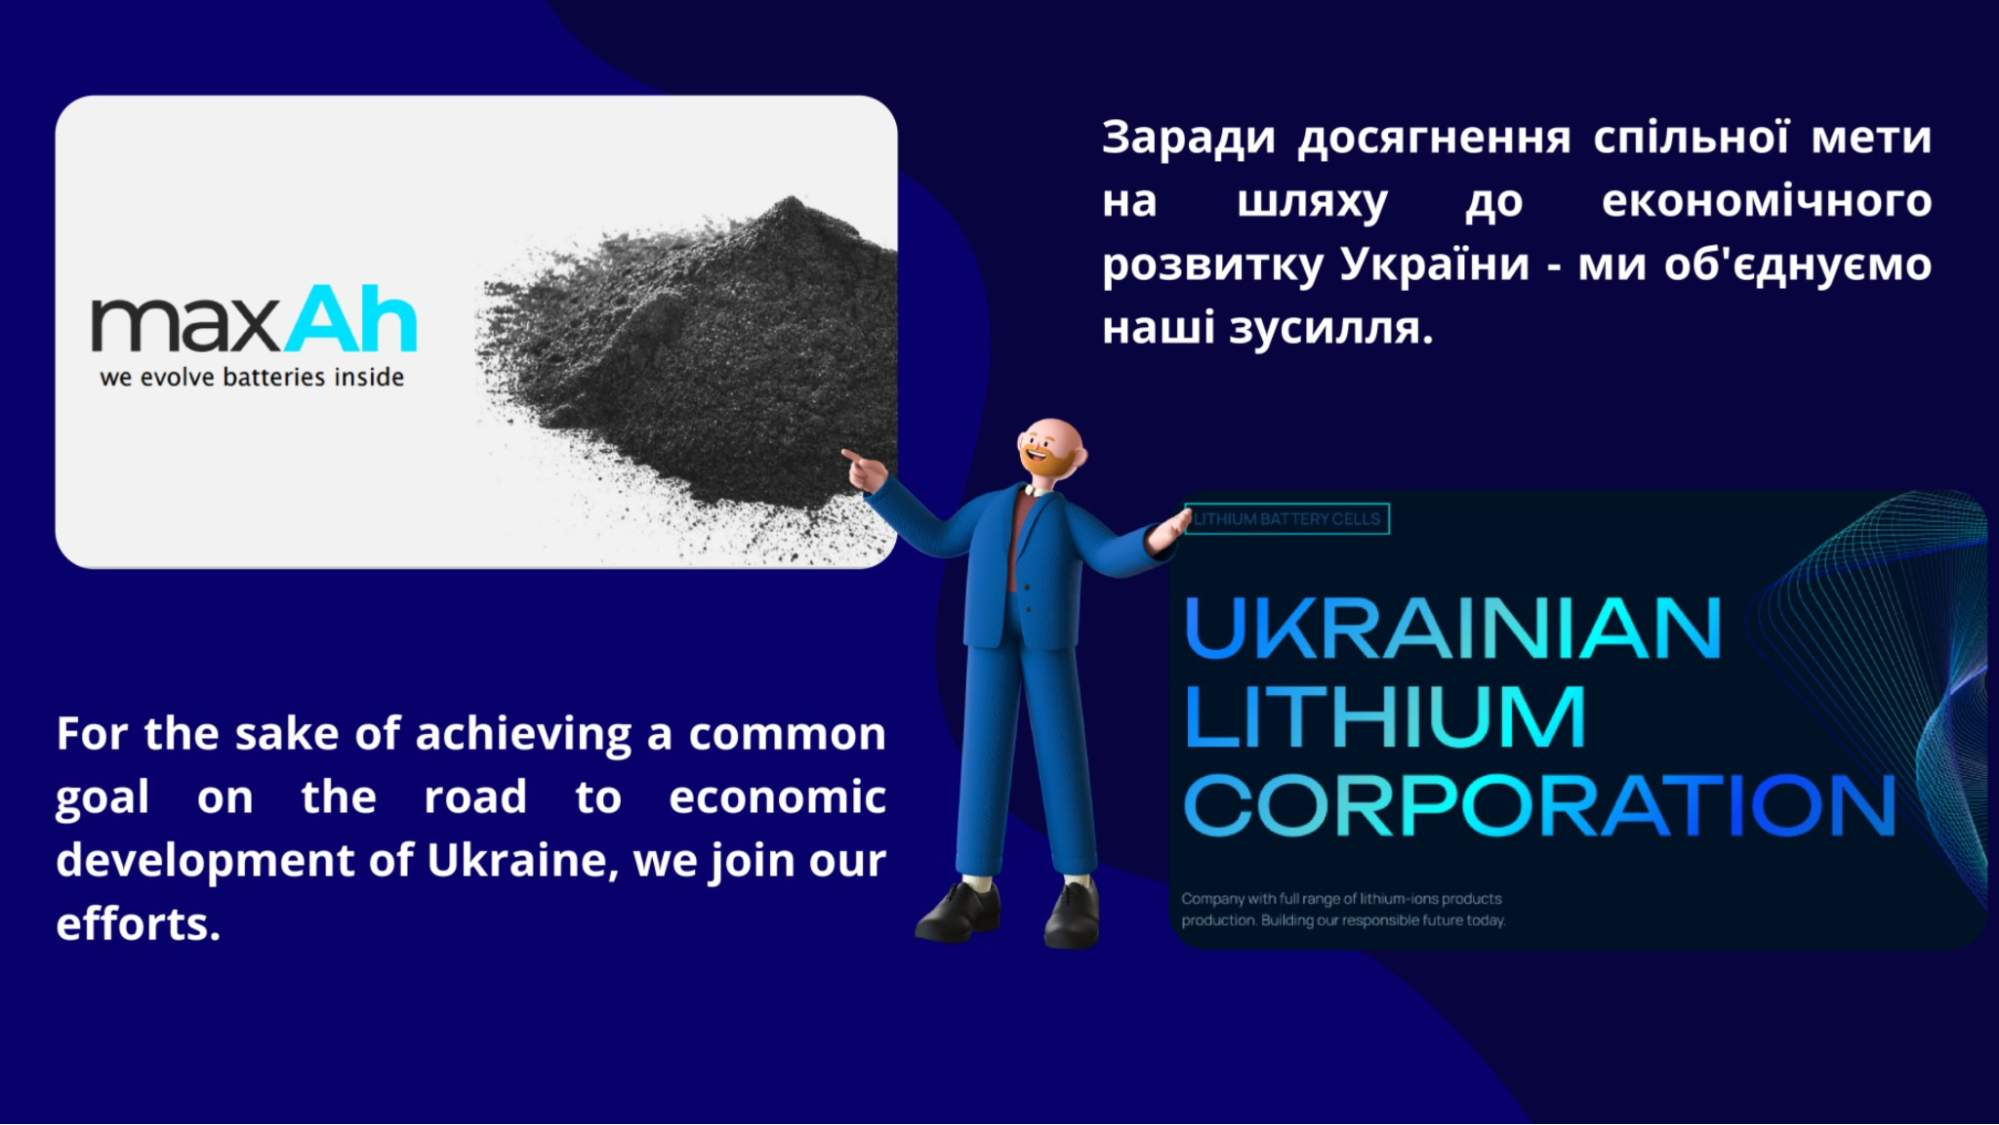 maxAh
we evolve batteries inside
Заради досягнення спільної мети
на шляху до економічного
розвитку України - ми об'єднуємо
наші зусилля.
For the sake of achieving a common
goal on the road to economic
development of Ukraine, we join our
efforts.
LITHIUM BATTERY CELLS
UKRAINIAN
LITHIUM
CORPORATION
Company with full range of lithium-ions products
production. Building our responsible future today.